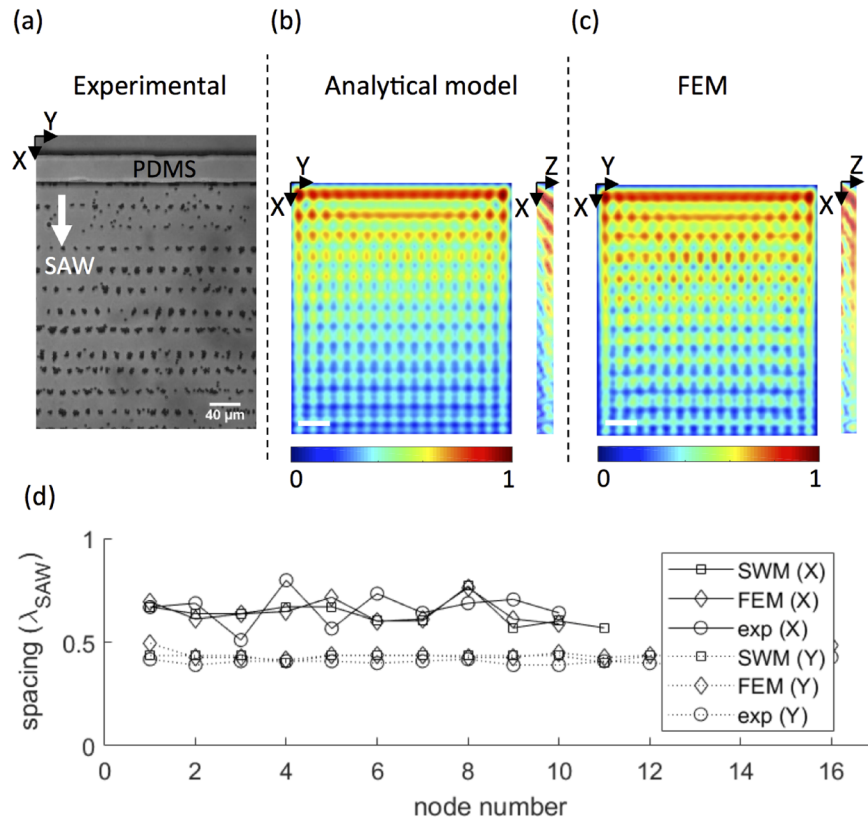 (a)
(b)
(c)
Experimental
Analytical model
FEM
Y
X
PDMS
SAW
40 µm
Y
X
Z
X
0
1
Y
X
Z
X
0
1
(d)
spacing (λSAW)
1
0.5
0
0
2
4
6
8
10
12
14
16
node number
SWM (X)
FEM (X)
exp (X)
SWM (Y)
FEM (Y)
exp (Y)